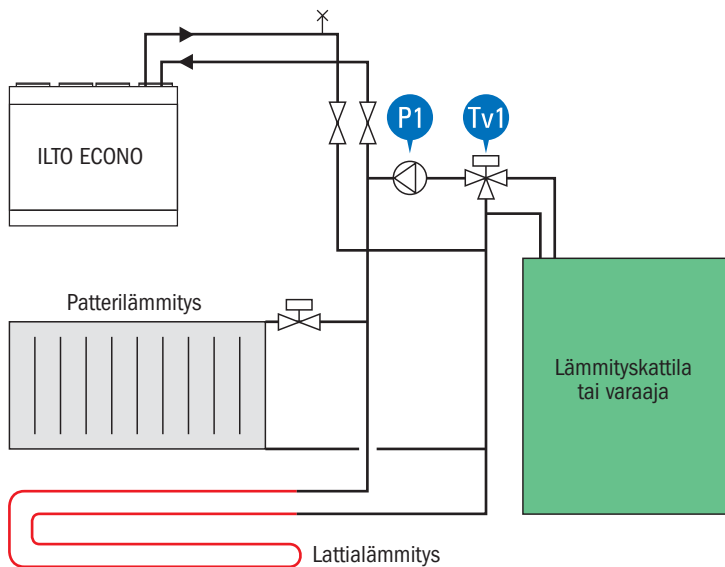 P1
Tv1
ILTO ECONO
Patterilämmitys
Lämmityskattila
tai varaaja
Lattialämmitys